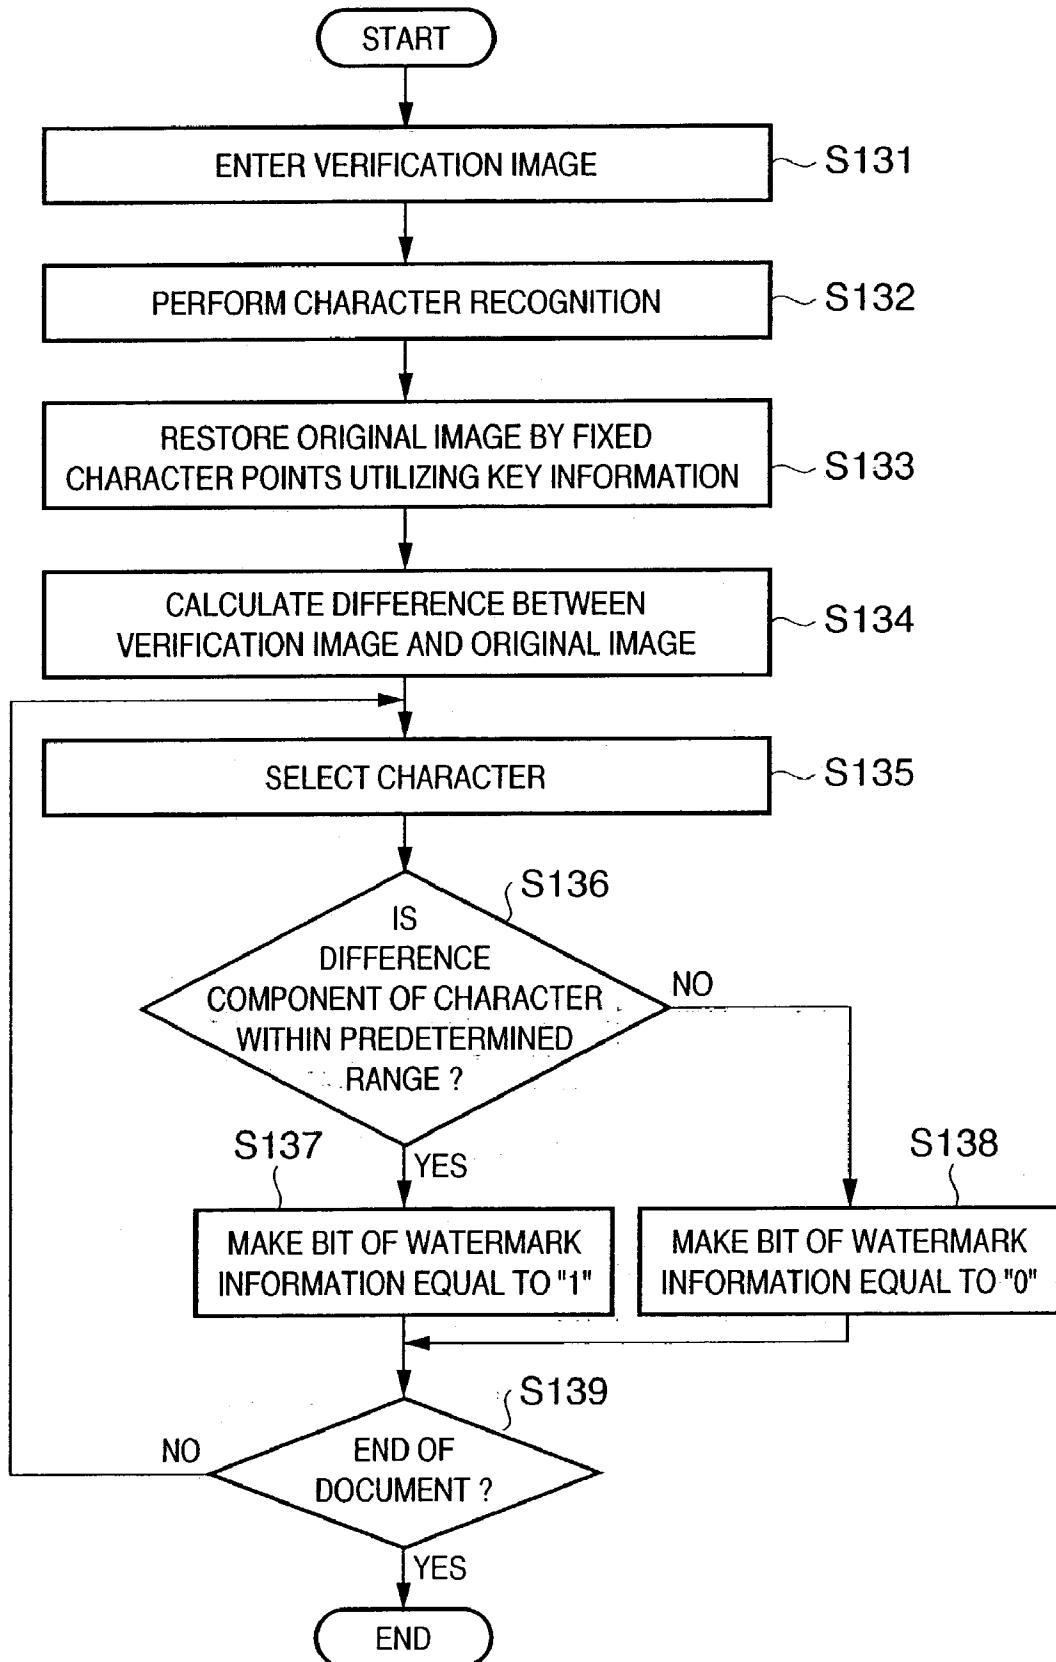 START
ENTER VERIFICATION IMAGE
S131
PERFORM CHARACTER RECOGNITION
S132
RESTORE ORIGINAL IMAGE BY FIXED
CHARACTER POINTS UTILIZING KEY INFORMATION
S133
CALCULATE DIFFERENCE BETWEEN
VERIFICATION IMAGE AND ORIGINAL IMAGE
S134
SELECT CHARACTER
S135
S136
IS
DIFFERENCE
COMPONENT OF CHARACTER
WITHIN PREDETERMINED
RANGE ?
NO
YES
S137
MAKE BIT OF WATERMARK
INFORMATION EQUAL TO "1"
S138
MAKE BIT OF WATERMARK
INFORMATION EQUAL TO "0"
S139
END OF
DOCUMENT ?
NO
YES
END